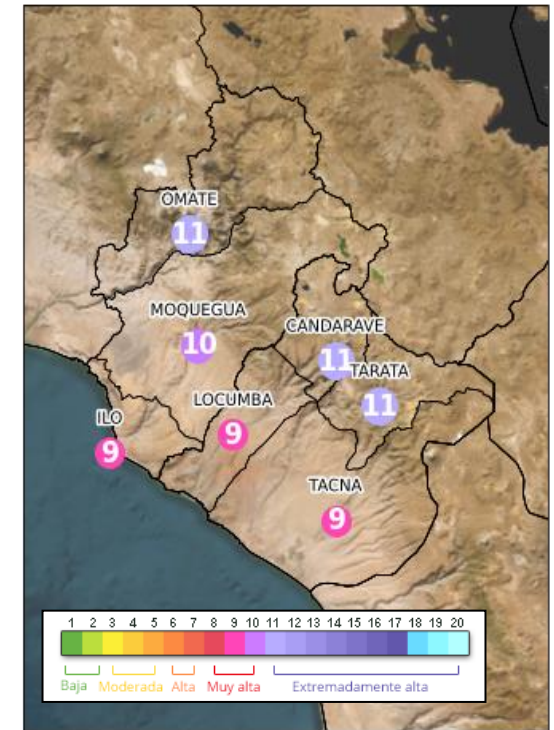 OMATE
11
MOQUEGUA
10
CANDARAVE
11
TARATA
11
LOCUMBA
9
ILO
9
TACNA
9
1 2 3 4 5 6 7 8 9 10 11 12 13 14 15 16 17 18 19 20
Baja Moderada Alta Muy alta Extremadamente alta